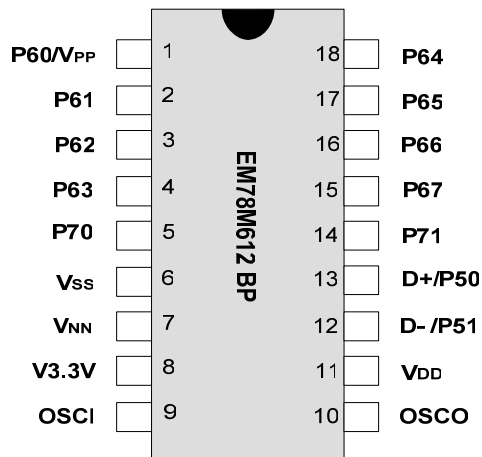 P60/VPP 1 18 P64
P61 2 17 P65
P62 3 16 P66
P63 4 15 P67
P70 5 14 P71
VSS 6 13 D+/P50
VNN 7 12 D- /P51
V3.3V 8 11 VDD
OSCI 9 10 OSCO
EM78M612 BP